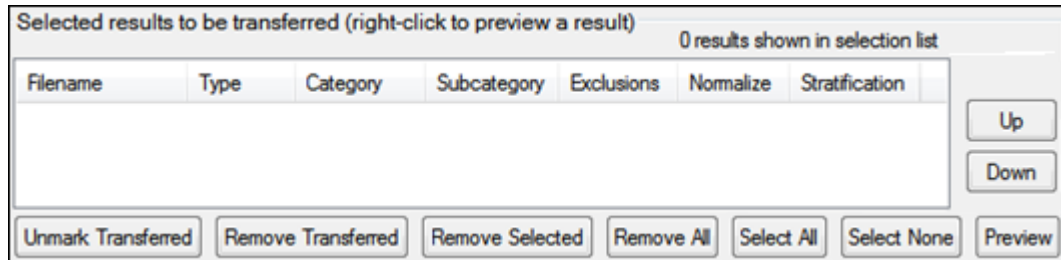 Selected results to be transferred (right-click to preview a result)
0 results shown in selection list
Filename Type Category Subcategory Exclusions Normalize Stratification
Up
Down
Unmark Transferred Remove Transferred Remove Selected Remove All Select All Select None Preview